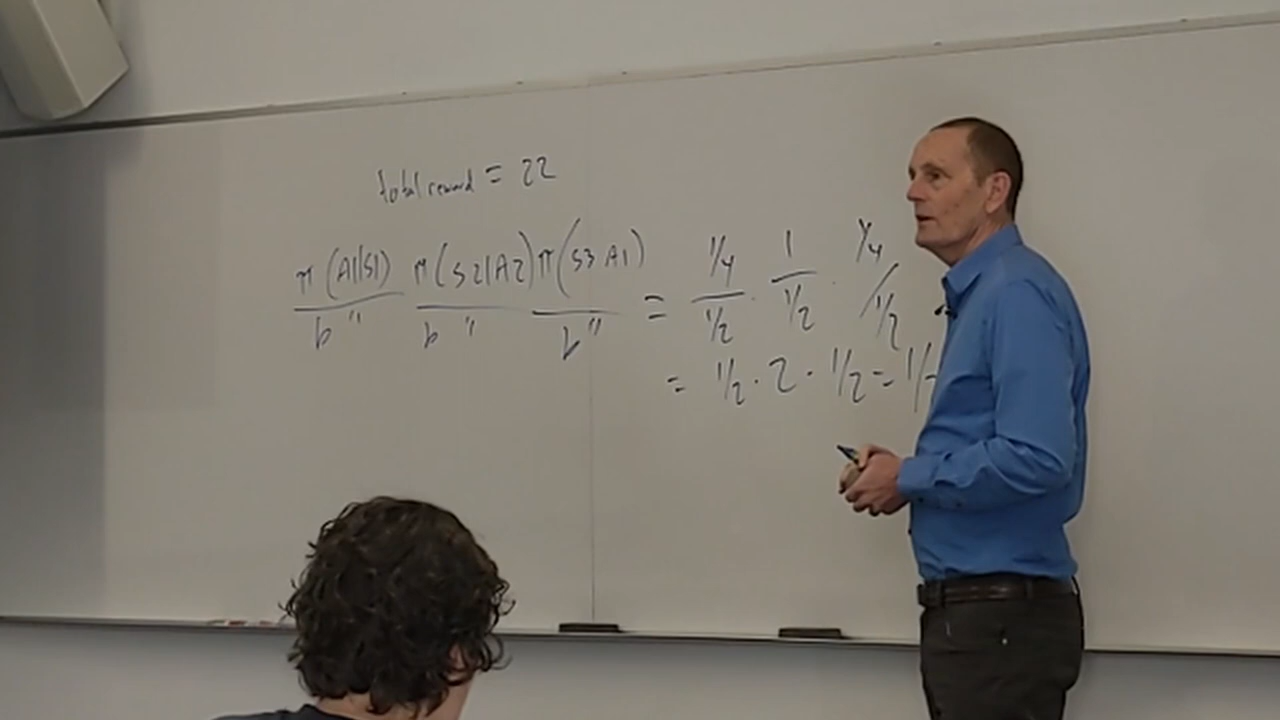 total reward = 22
π(A1|S1) π(S2|A2) π(S3 A1) = 1/4 . 1 . 1/4
b " b " b " 1/2 1/2 1/2
= 1/2 . 2 . 1/2 = 1/